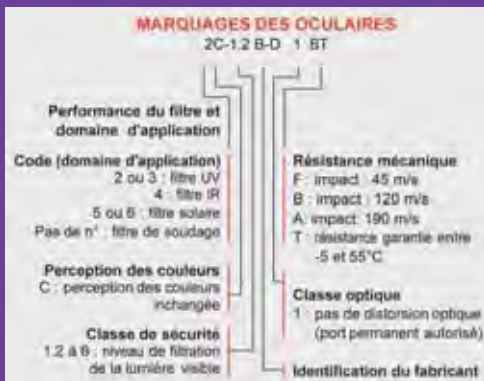 MARQUAGES DES OCULAIRES
2C-1.2 B-D 1 BT
Performance du filtre et
domaine d'application
Code (domaine d'application)
2 ou 3 : filtre UV
4 : filtre IR
5 ou 6 : filtre solaire
Pas de n° : filtre de soudage
Perception des couleurs
C : perception des couleurs
inchangée
Classe de sécurité
1.2 à 6 : niveau de filtration
de la lumière visible
Résistance mécanique
F : impact : 45 m/s
B : impact : 120 m/s
A: impact: 190 m/s
T : résistance garantie entre
-5 et 55°C
Classe optique
1 : pas de distorsion optique
(port permanent autorisé)
Identification du fabricant